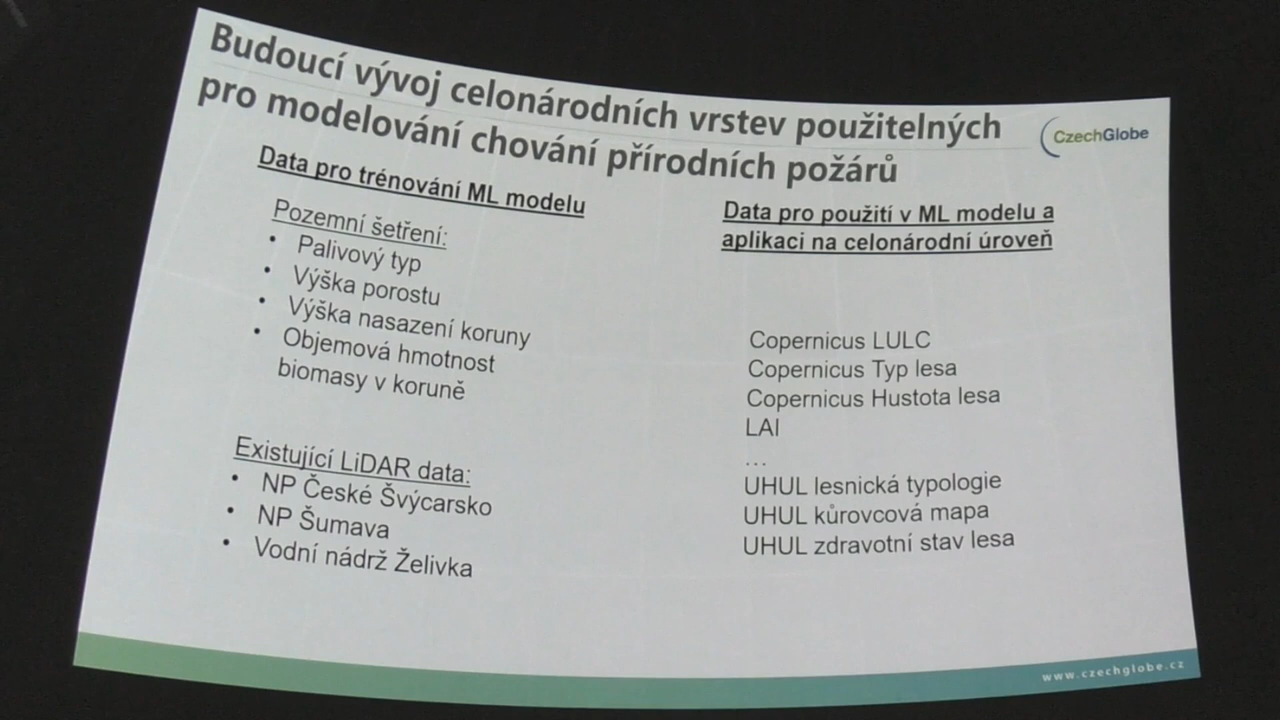 Budoucí vývoj celonárodních vrstev použitelných
pro modelování chování přírodních požárů
CzechGlobe
Data pro trénování ML modelu
Pozemní šetření:
• Palivový typ
• Výška porostu
• Výška nasazení koruny
• Objemová hmotnost
biomasy v koruně
Existující LiDAR data:
• NP České Švýcarsko
• NP Šumava
• Vodní nádrž Želivka
Data pro použití v ML modelu a
aplikaci na celonárodní úroveň
Copernicus LULC
Copernicus Typ lesa
Copernicus Hustota lesa
LAI
...
UHUL lesnická typologie
UHUL kůrovcová mapa
UHUL zdravotní stav lesa
www.czechglobe.cz